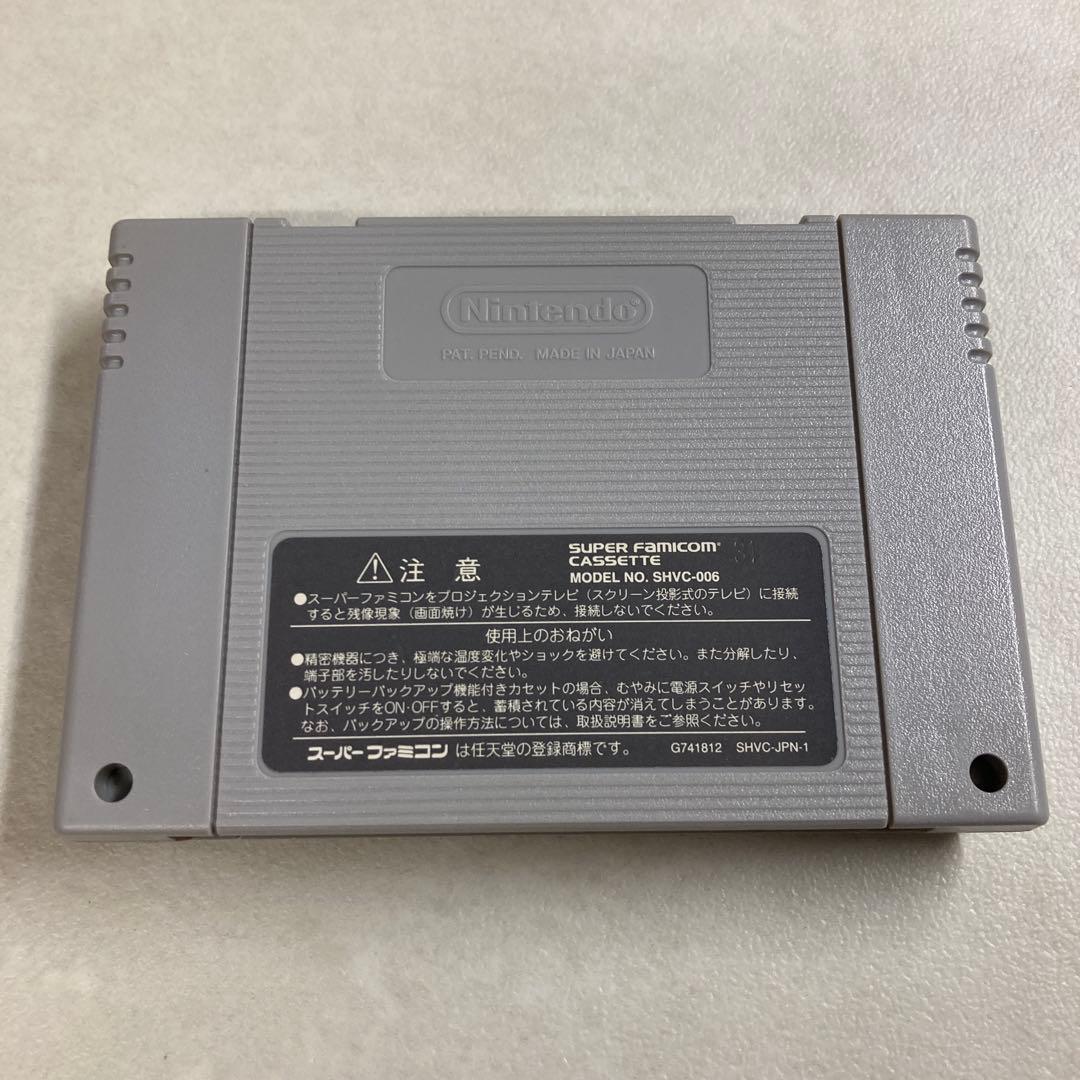 Nintendo®
PAT. PEND. MADE IN JAPAN
⚠注意
SUPER FAMICOM®
CASSETTE
MODEL NO. SHVC-006
31
●スーパーファミコンをプロジェクションテレビ（スクリーン投影式のテレビ）に接続
すると残像現象（画面焼け）が生じるため、接続しないでください。
使用上のおねがい
●精密機器につき、極端な温度変化やショックを避けてください。また分解したり、
端子部を汚したりしないでください。
●バッテリーバックアップ機能付きカセットの場合、むやみに電源スイッチやリセッ
トスイッチをON・OFFすると、蓄積されている内容が消えてしまうことがあります。
なお、バックアップの操作方法については、取扱説明書をご参照ください。
スーパーファミコンは任天堂の登録商標です。 G741812 SHVC-JPN-1